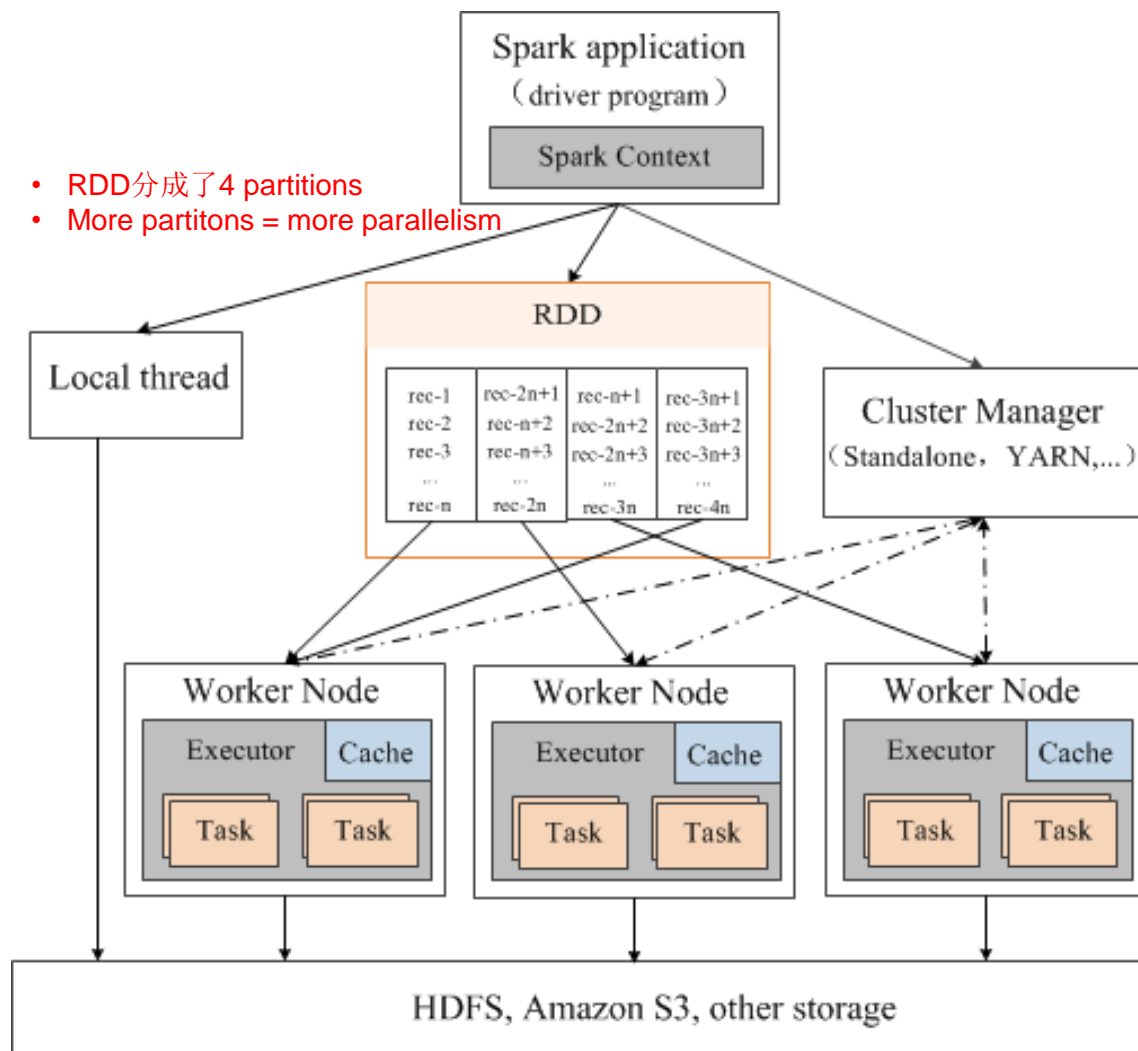 Spark application
（driver program）
Spark Context
• RDD分成了4 partitions
• More partitons = more parallelism
RDD
Local thread
rec-1
rec-2
rec-3
...
rec-n
rec-2n+1
rec-n+2
rec-n+3
...
rec-2n
rec-n+1
rec-2n+2
rec-2n+3
...
rec-3n
rec-3n+1
rec-3n+2
rec-3n+3
...
rec-4n
Cluster Manager
（Standalone，YARN,...）
Worker Node
Executor
Cache
Task
Task
Worker Node
Executor
Cache
Task
Task
Worker Node
Executor
Cache
Task
Task
HDFS, Amazon S3, other storage